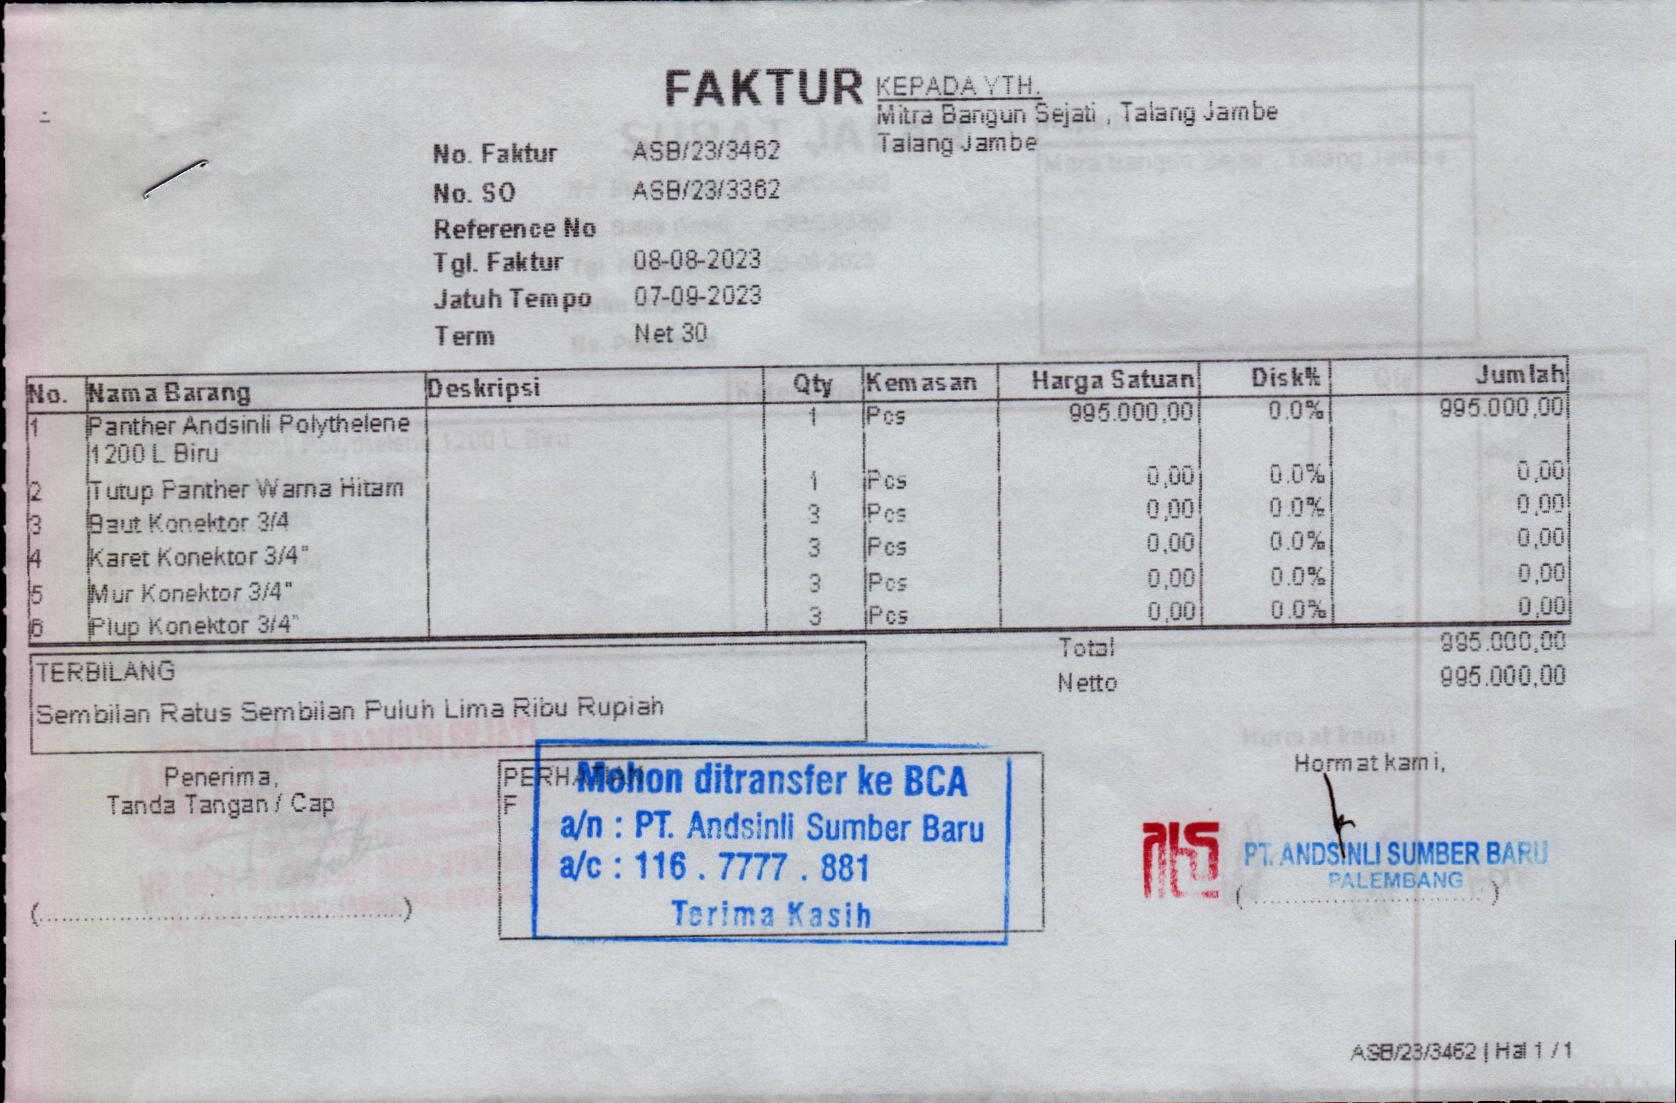 FAKTUR
KEPADA YTH.
Mitra Bangun Sejati , Talang Jambe
Talang Jambe
No. Faktur ASB/23/3462
No. SO ASB/23/3362
Reference No
Tgl. Faktur 08-08-2023
Jatuh Tempo 07-09-2023
Term Net 30
No. Nama Barang Deskripsi Qty Kemasan Harga Satuan Disk% Jumlah
1 Panther Andsinli Polythelene 1 Pcs 995.000,00 0.0% 995.000,00
1200 L Biru
2 Tutup Panther Warna Hitam 1 Pcs 0,00 0.0% 0,00
3 Baut Konektor 3/4 3 Pcs 0,00 0.0% 0,00
4 Karet Konektor 3/4" 3 Pcs 0,00 0.0% 0,00
5 Mur Konektor 3/4" 3 Pcs 0,00 0.0% 0,00
6 Plup Konektor 3/4" 3 Pcs 0,00 0.0% 0,00
Total 995.000,00
Netto 995.000,00
TERBILANG
Sembilan Ratus Sembilan Puluh Lima Ribu Rupiah
Penerima,
Tanda Tangan / Cap
(........................................)
F
Mohon ditransfer ke BCA
a/n : PT. Andsinli Sumber Baru
a/c : 116 . 7777 . 881
Terima Kasih
Hormat kami,
PT. ANDSINLI SUMBER BARU
PALEMBANG
(..............................)
ASB/23/3462 | Hal 1 / 1